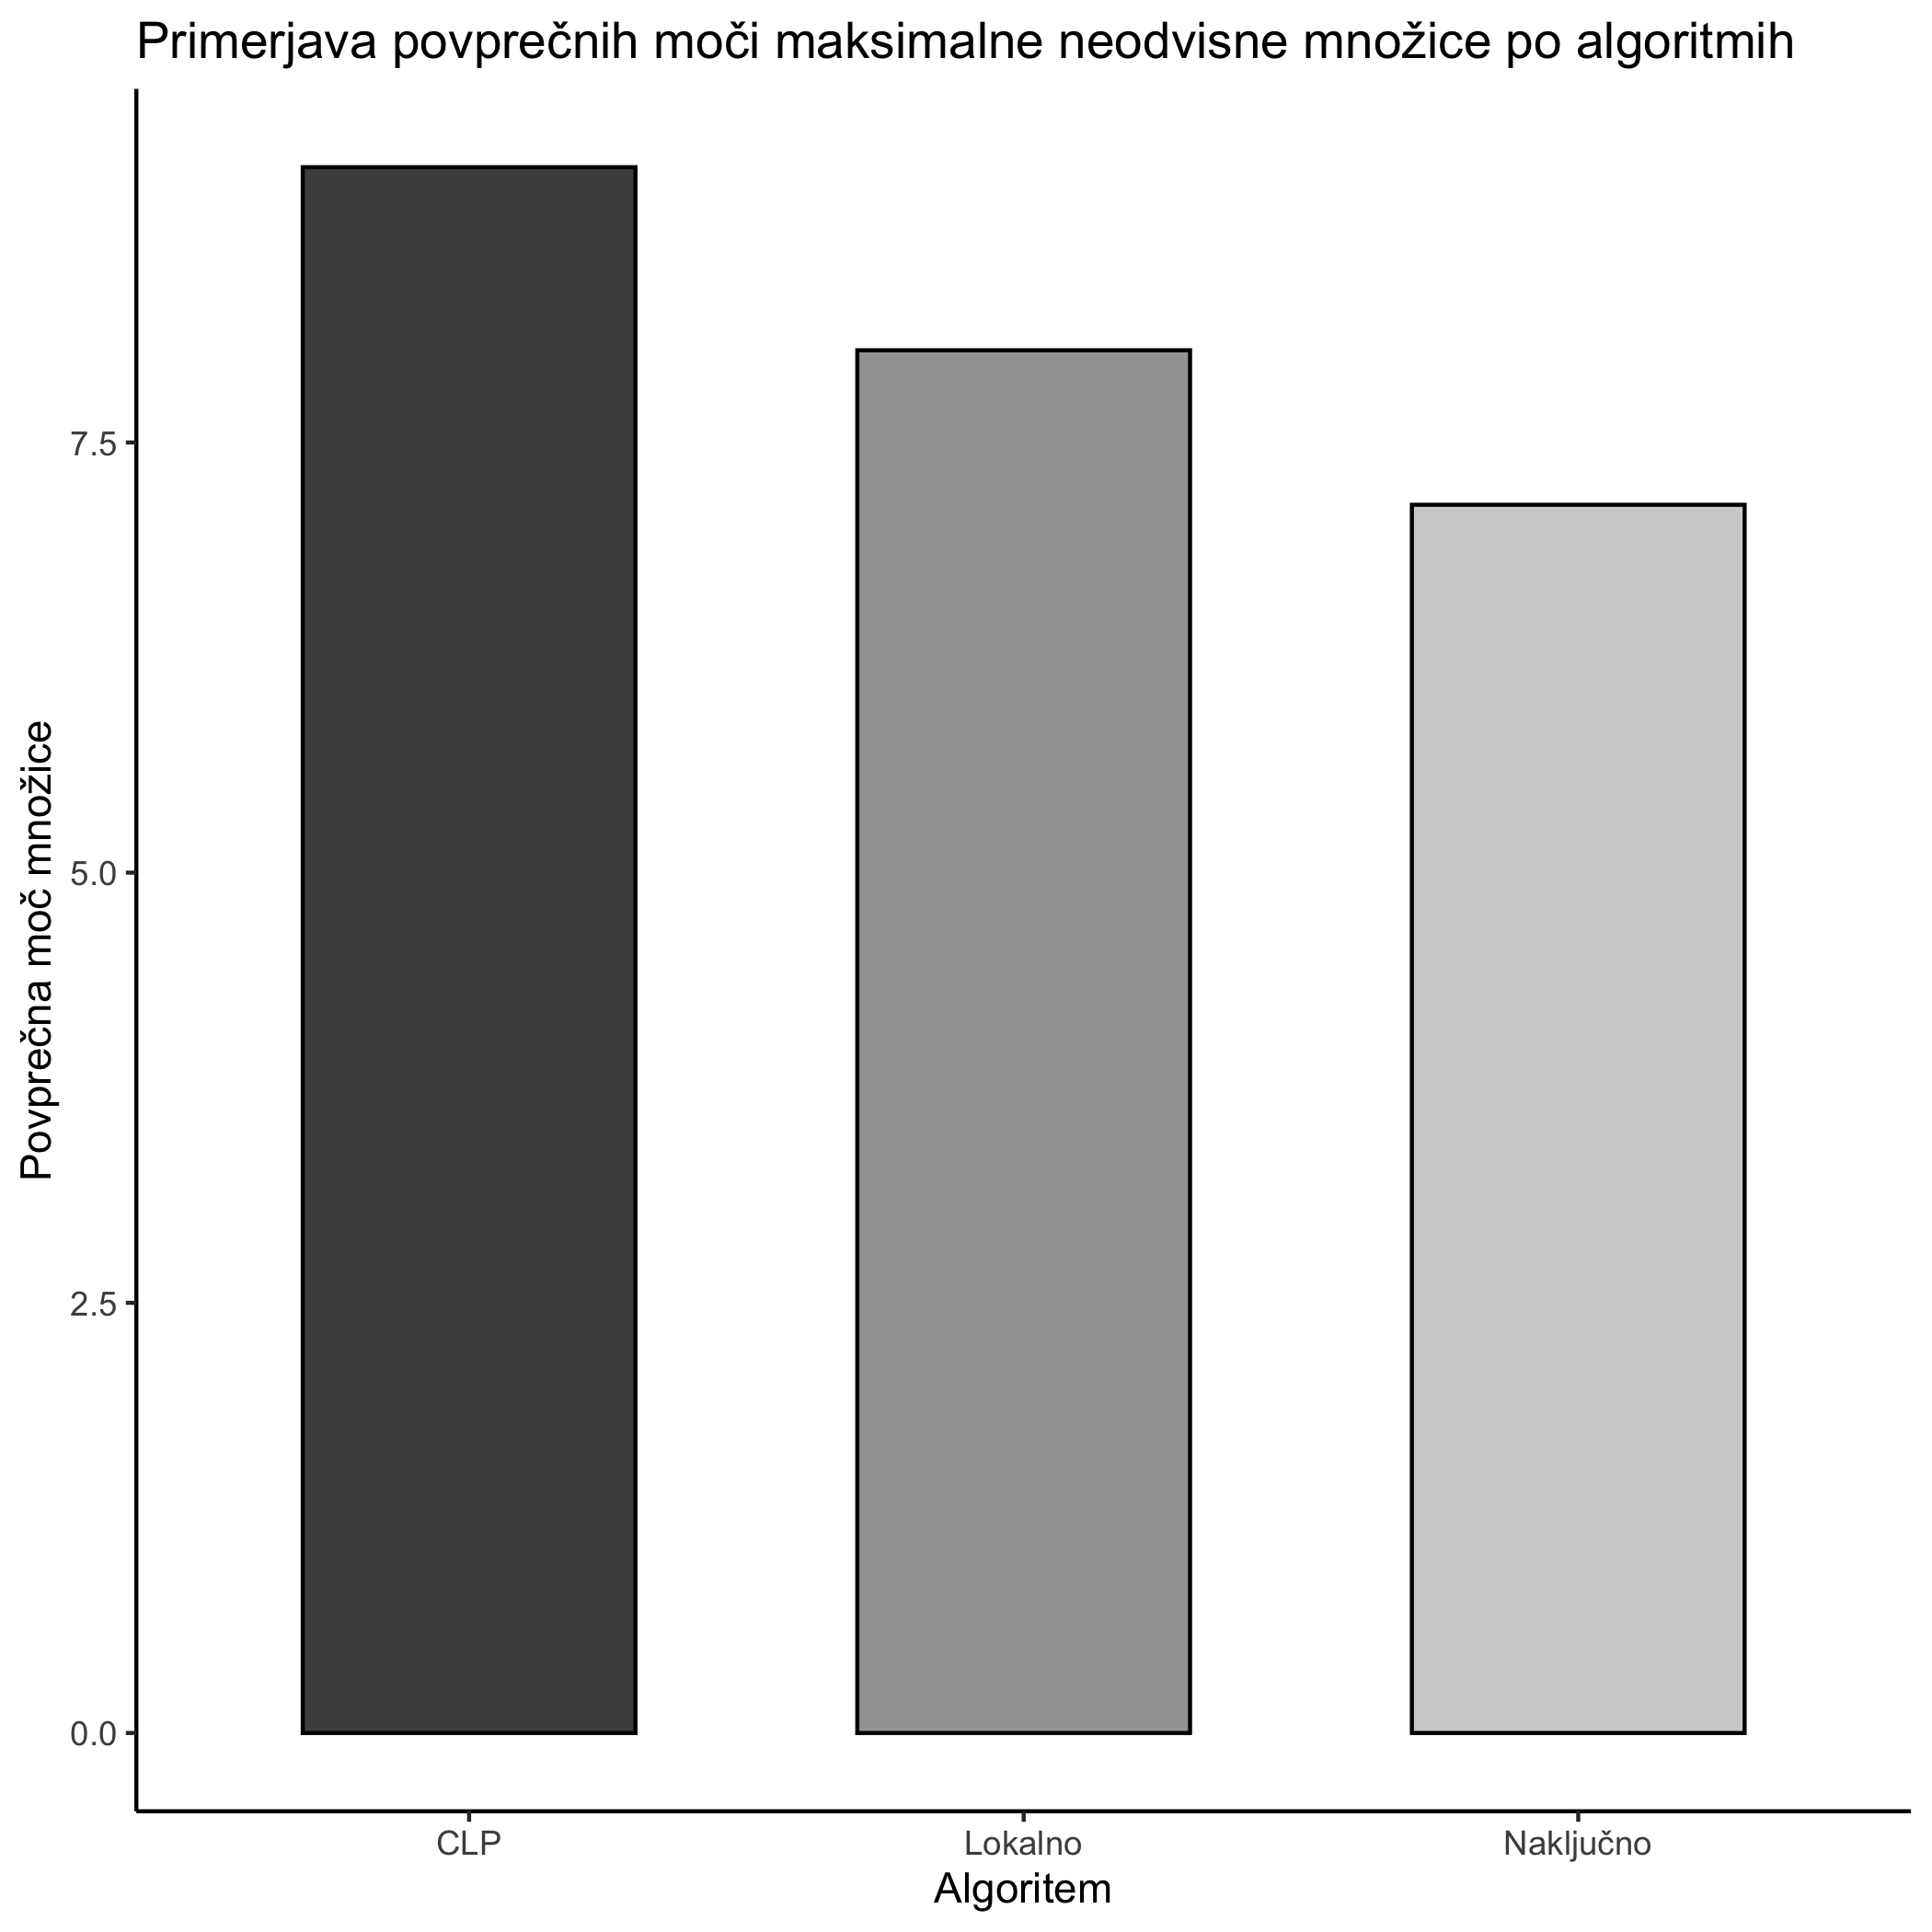 Primerjava povprečnih moči maksimalne neodvisne množice po algoritmih
Povprečna moč množice
7.5
5.0
2.5
0.0
CLP
Lokalno
Naključno
Algoritem